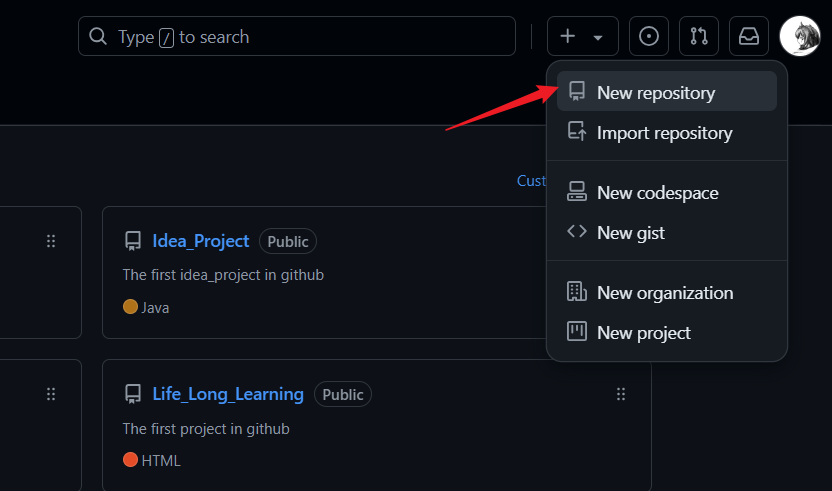 Type / to search
New repository
Import repository
New codespace
New gist
New organization
New project
Cust
Idea_Project Public
The first idea_project in github
Java
Life_Long_Learning Public
The first project in github
HTML